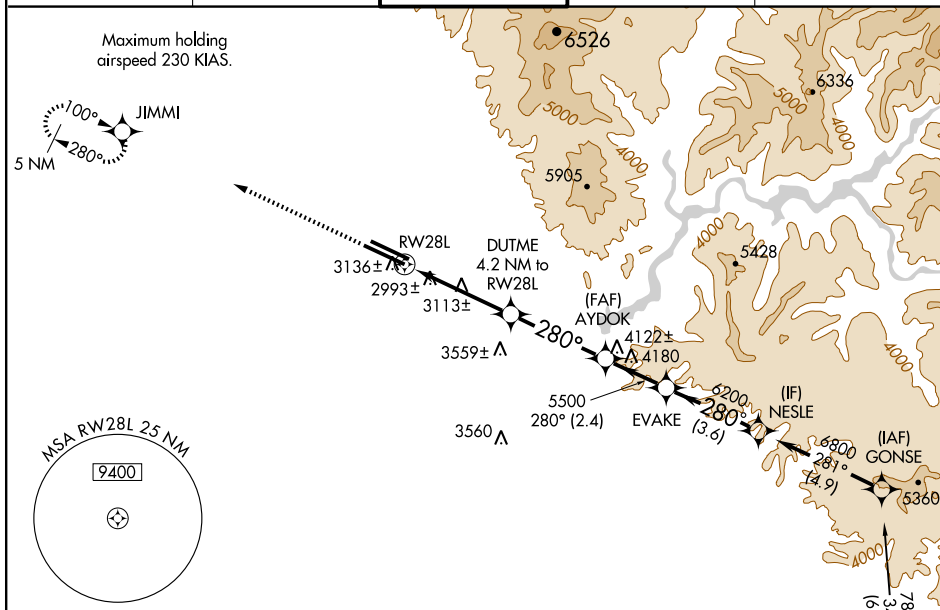 Maximum holding
airspeed 230 KIAS.
100°
JIMMI
280°
5 NM
6526
6336
5000
4000
5000
4000
5905
4000
5428
RW28L
3136±
2993±
3113±
DUTME
4.2 NM to
RW28L
280°
(FAF)
AYDOK
4122±
4180
3559±
5500
280° (2.4)
EVAKE
6200
280°
(3.6)
(IF)
NESLE
4000
6800
281°
(4.9)
(IAF)
GONSE
5360
3560
4000
MSA RW28L 25 NM
9400
78
3.
(6